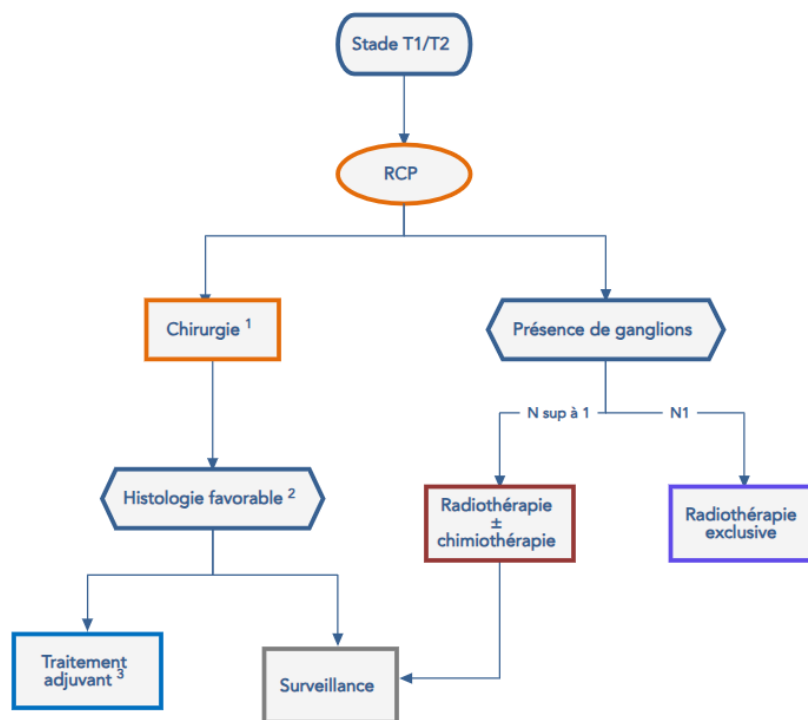 Stade T1/T2
RCP
Chirurgie 1
Présence de ganglions
N sup à 1
N1
Histologie favorable 2
Radiothérapie
±
chimiothérapie
Radiothérapie
exclusive
Traitement
adjuvant 3
Surveillance